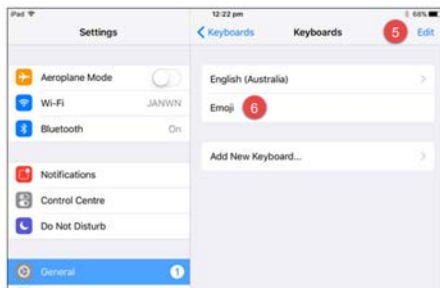 iPad 12:22 pm 66%
Settings
Keyboards Keyboards 5 Edit
Aeroplane Mode
Wi-Fi JANWN
Bluetooth On
Notifications
Control Centre
Do Not Disturb
General 1
English (Australia)
Emoji 6
Add New Keyboard...